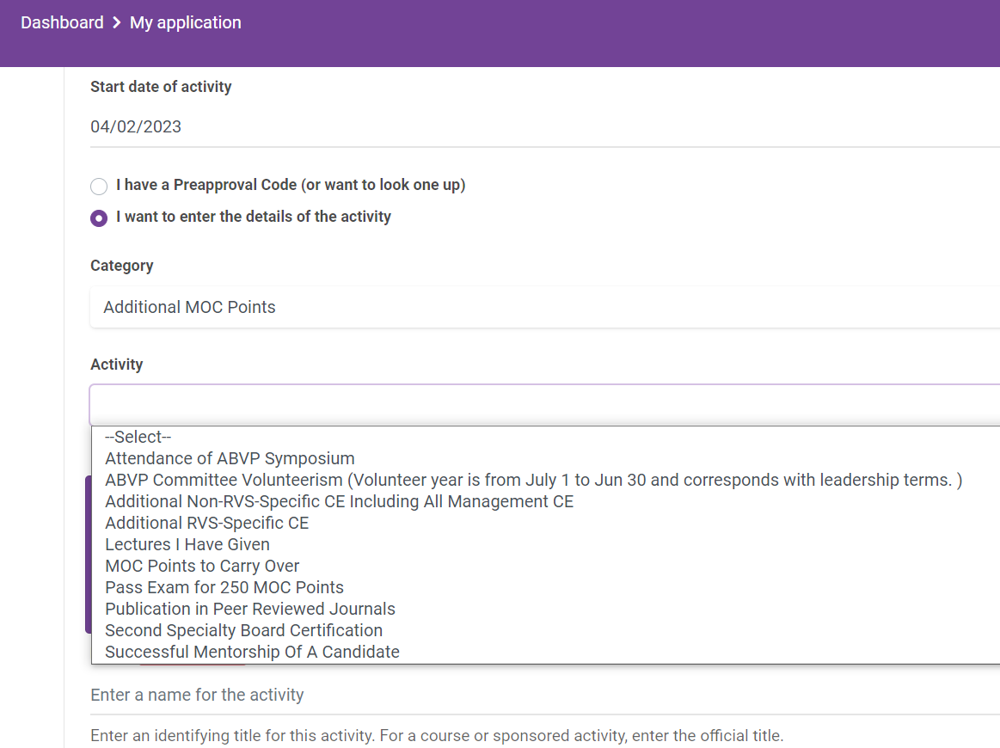 Dashboard > My application
Start date of activity
04/02/2023
I have a Preapproval Code (or want to look one up)
I want to enter the details of the activity
Category
Additional MOC Points
Activity
--Select--
Attendance of ABVP Symposium
ABVP Committee Volunteerism (Volunteer year is from July 1 to Jun 30 and corresponds with leadership terms. )
Additional Non-RVS-Specific CE Including All Management CE
Additional RVS-Specific CE
Lectures I Have Given
MOC Points to Carry Over
Pass Exam for 250 MOC Points
Publication in Peer Reviewed Journals
Second Specialty Board Certification
Successful Mentorship Of A Candidate
Enter a name for the activity
Enter an identifying title for this activity. For a course or sponsored activity, enter the official title.